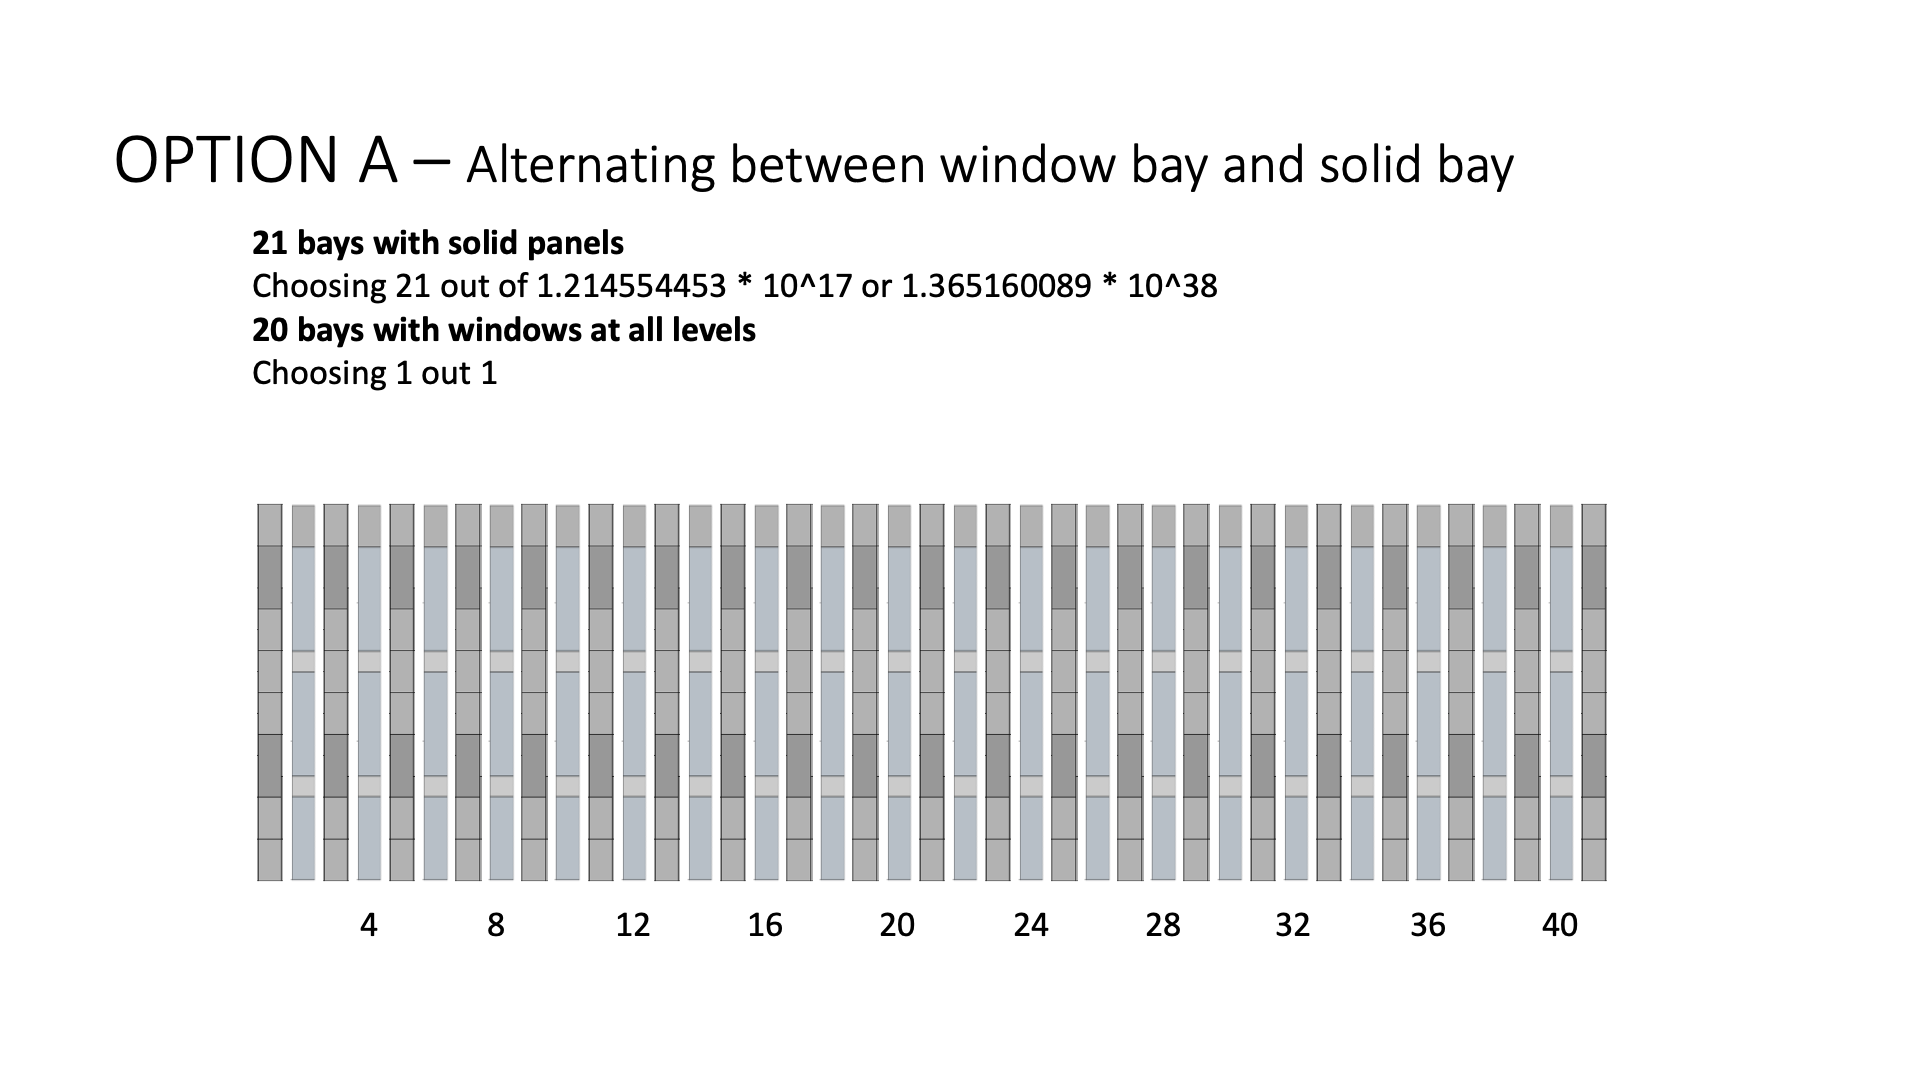 OPTION A – Alternating between window bay and solid bay
21 bays with solid panels
Choosing 21 out of 1.214554453 * 10^17 or 1.365160089 * 10^38
20 bays with windows at all levels
Choosing 1 out 1
4 8 12 16 20 24 28 32 36 40